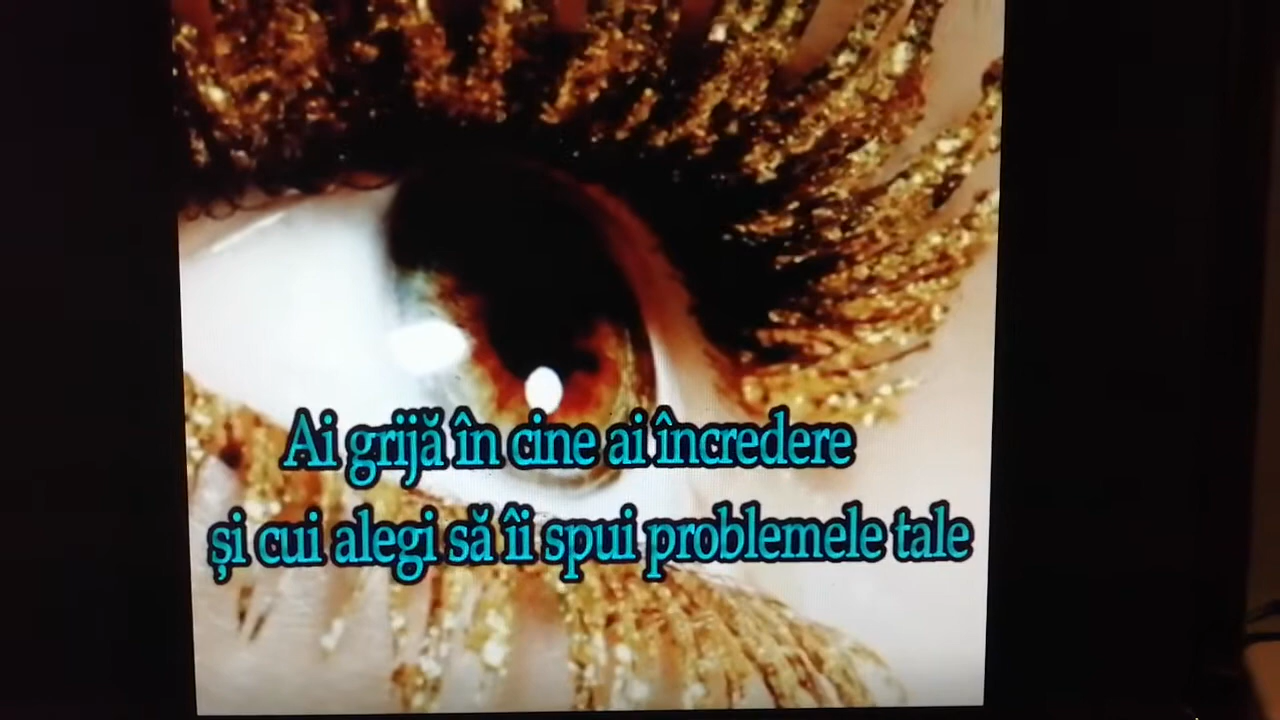 Ai grijă în cine ai încredere
și cui alegi să îi spui problemele tale